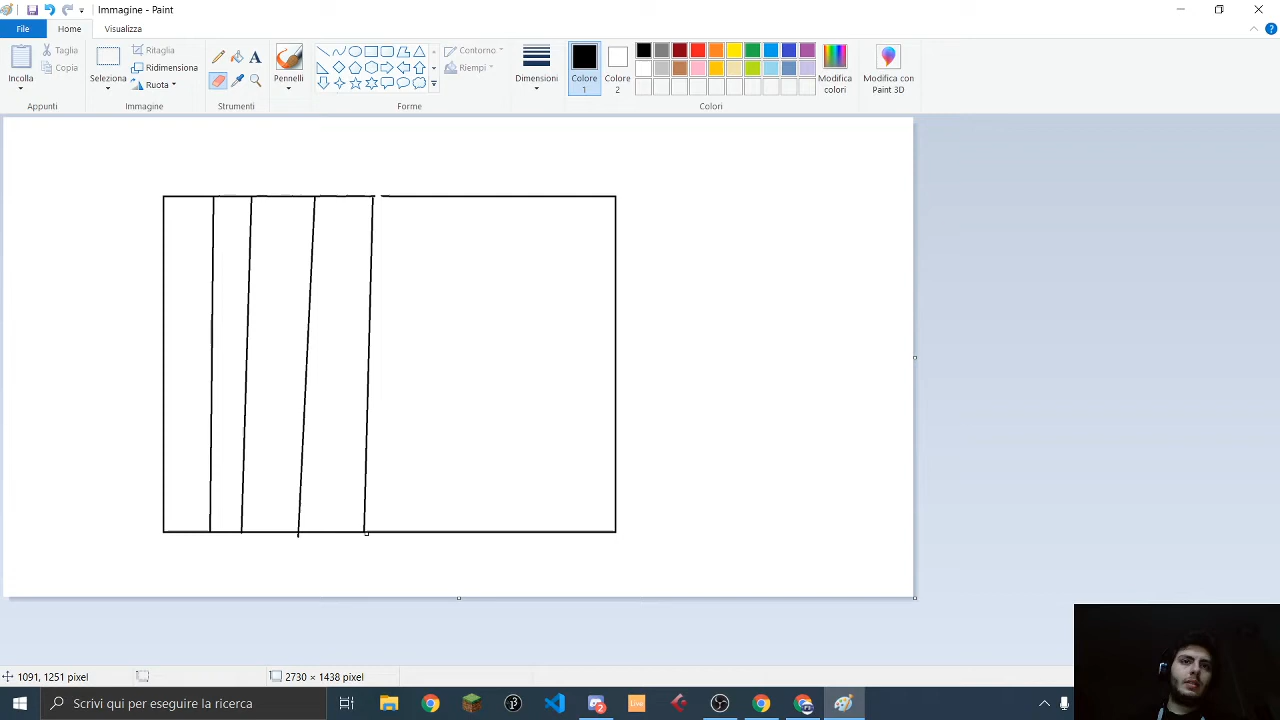 Immagine - Paint
File
Home
Visualizza
Incolla
Taglia
Copia
Appunti
Seleziona
Ritaglia
Ridimensiona
Ruota
Immagine
A
Strumenti
Pennelli
Contorno
Riempi
Forme
Dimensioni
Colore 1
Colore 2
Modifica colori
Colori
Modifica con Paint 3D
1091, 1251 pixel
2730 × 1438 pixel
Scrivi qui per eseguire la ricerca
Live
2